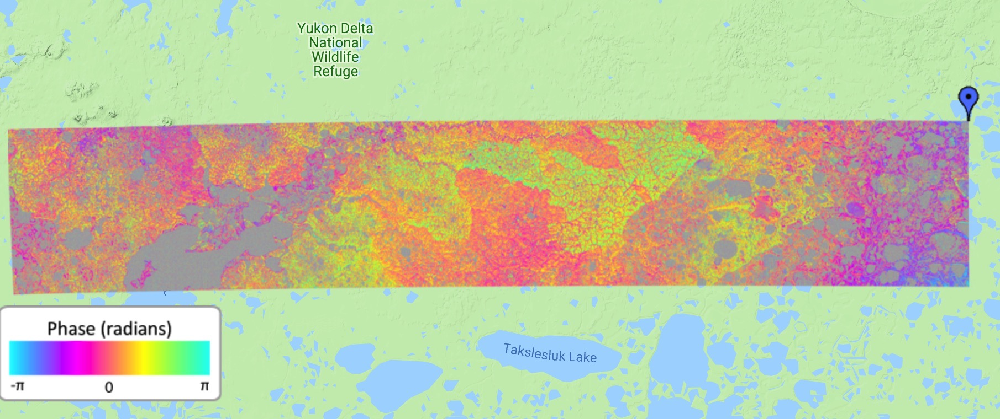 Yukon Delta
National
Wildlife
Refuge
Phase (radians)
-π 0 π
Takslesluk Lake